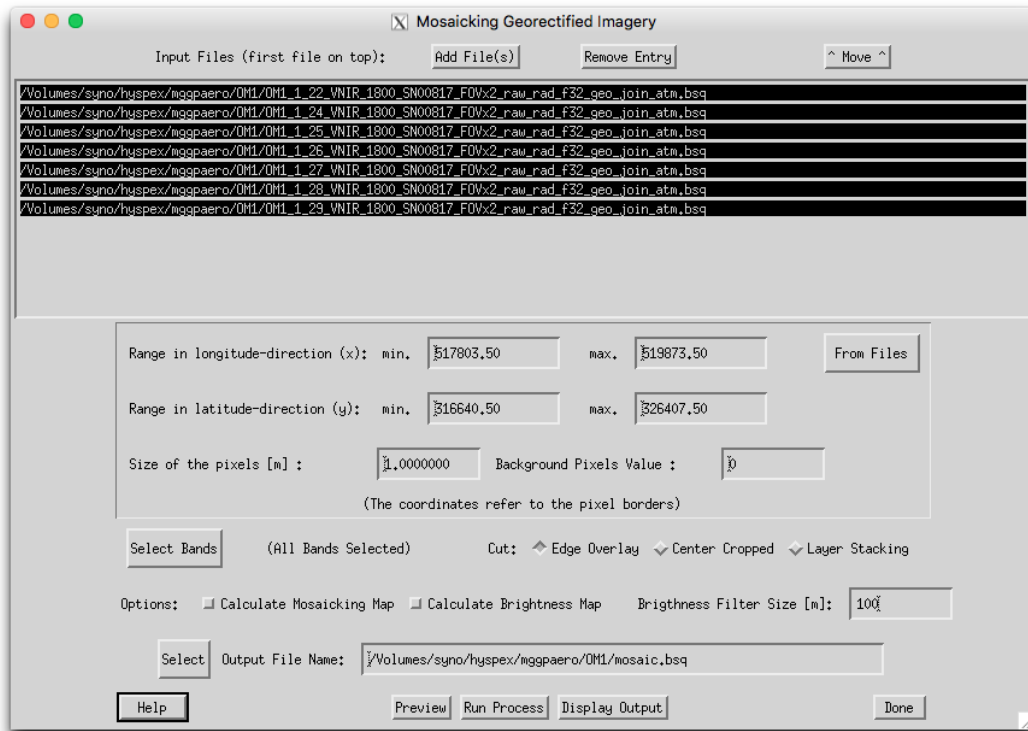 Mosaicking Georectified Imagery
Input Files (first file on top): Add File(s) Remove Entry ^ Move ^
/Volumes/syno/hyspex/mggpaero/OM1/OM1_1_22_VNIR_1800_SN00817_FOVx2_raw_rad_f32_geo_join_atm.bsq
/Volumes/syno/hyspex/mggpaero/OM1/OM1_1_24_VNIR_1800_SN00817_FOVx2_raw_rad_f32_geo_join_atm.bsq
/Volumes/syno/hyspex/mggpaero/OM1/OM1_1_25_VNIR_1800_SN00817_FOVx2_raw_rad_f32_geo_join_atm.bsq
/Volumes/syno/hyspex/mggpaero/OM1/OM1_1_26_VNIR_1800_SN00817_FOVx2_raw_rad_f32_geo_join_atm.bsq
/Volumes/syno/hyspex/mggpaero/OM1/OM1_1_27_VNIR_1800_SN00817_FOVx2_raw_rad_f32_geo_join_atm.bsq
/Volumes/syno/hyspex/mggpaero/OM1/OM1_1_28_VNIR_1800_SN00817_FOVx2_raw_rad_f32_geo_join_atm.bsq
/Volumes/syno/hyspex/mggpaero/OM1/OM1_1_29_VNIR_1800_SN00817_FOVx2_raw_rad_f32_geo_join_atm.bsq
Range in longitude-direction (x): min. 517803.50 max. 519873.50 From Files
Range in latitude-direction (y): min. 316640.50 max. 326407.50
Size of the pixels [m] : 1.0000000 Background Pixels Value : 0
(The coordinates refer to the pixel borders)
Select Bands (All Bands Selected) Cut: Edge Overlay Center Cropped Layer Stacking
Options: Calculate Mosaicking Map Calculate Brightness Map Brigthness Filter Size [m]: 100
Select Output File Name: /Volumes/syno/hyspex/mggpaero/OM1/mosaic.bsq
Help Preview Run Process Display Output Done